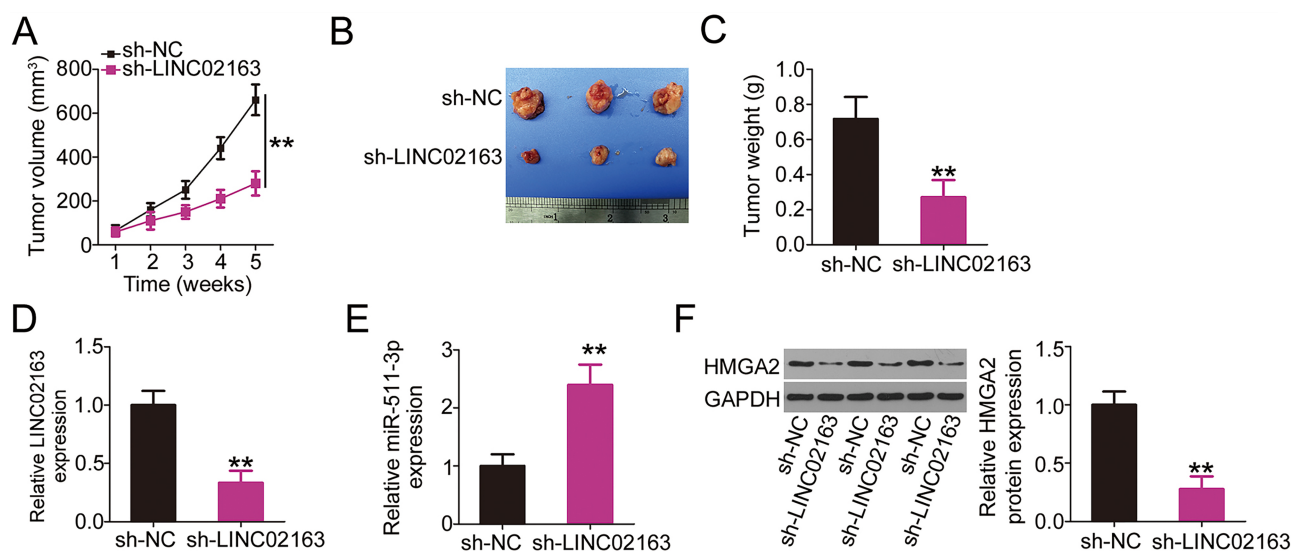 A
sh-NC
sh-LINC02163
Tumor volume (mm³)
800
600
400
200
0
**
1 2 3 4 5
Time (weeks)
B
sh-NC
sh-LINC02163
INCH 1 2 3
C
Tumor weight (g)
1.0
0.8
0.6
0.4
0.2
0.0
**
sh-NC sh-LINC02163
D
Relative LINC02163
expression
1.5
1.0
0.5
0.0
**
sh-NC sh-LINC02163
E
Relative miR-511-3p
expression
3
2
1
0
**
sh-NC sh-LINC02163
F
HMGA2
GAPDH
sh-NC
sh-LINC02163
sh-NC
sh-LINC02163
sh-NC
sh-LINC02163
Relative HMGA2
protein expression
1.5
1.0
0.5
0.0
**
sh-NC sh-LINC02163